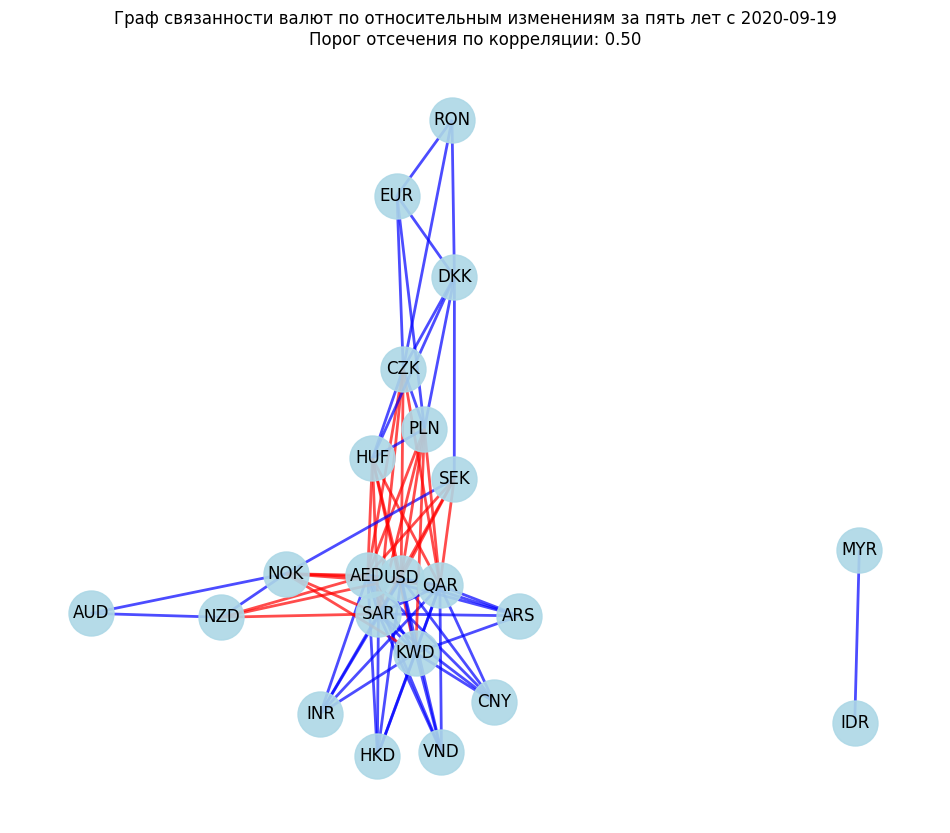 Граф связанности валют по относительным изменениям за пять лет с 2020-09-19
Порог отсечения по корреляции: 0.50
RON
EUR
DKK
CZK
PLN
HUF
SEK
MYR
NOK
AED
USD
QAR
AUD
NZD
SAR
ARS
KWD
CNY
INR
IDR
HKD
VND